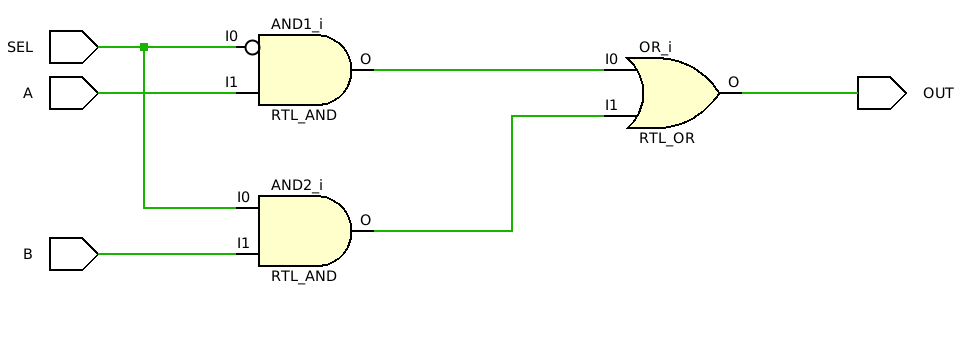 AND1_i
SEL
I0
A
I1
O
RTL_AND
AND2_i
I0
B
I1
O
RTL_AND
OR_i
I0
I1
O
RTL_OR
OUT